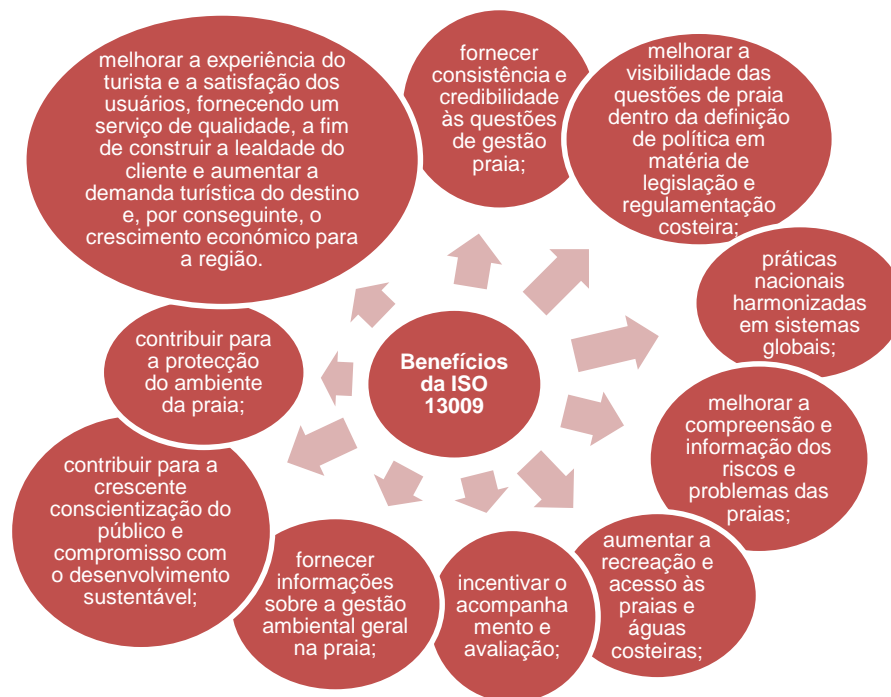 melhorar a experiência do
turista e a satisfação dos
usuários, fornecendo um
serviço de qualidade, a fim
de construir a lealdade do
cliente e aumentar a
demanda turística do destino
e, por conseguinte, o
crescimento económico para
a região.
fornecer
consistência e
credibilidade
às questões
de gestão
praia;
melhorar a
visibilidade das
questões de praia
dentro da definição
de política em
matéria de
legislação e
regulamentação
costeira;
práticas
nacionais
harmonizadas
em sistemas
globais;
melhorar a
compreensão e
informação dos
riscos e
problemas das
praias;
aumentar a
recreação e
acesso às
praias e
águas
costeiras;
incentivar o
acompanha
mento e
avaliação;
fornecer
informações
sobre a gestão
ambiental geral
na praia;
contribuir para a
crescente
conscientização do
público e
compromisso com
o desenvolvimento
sustentável;
contribuir para
a protecção
do ambiente
da praia;
Benefícios
da ISO
13009